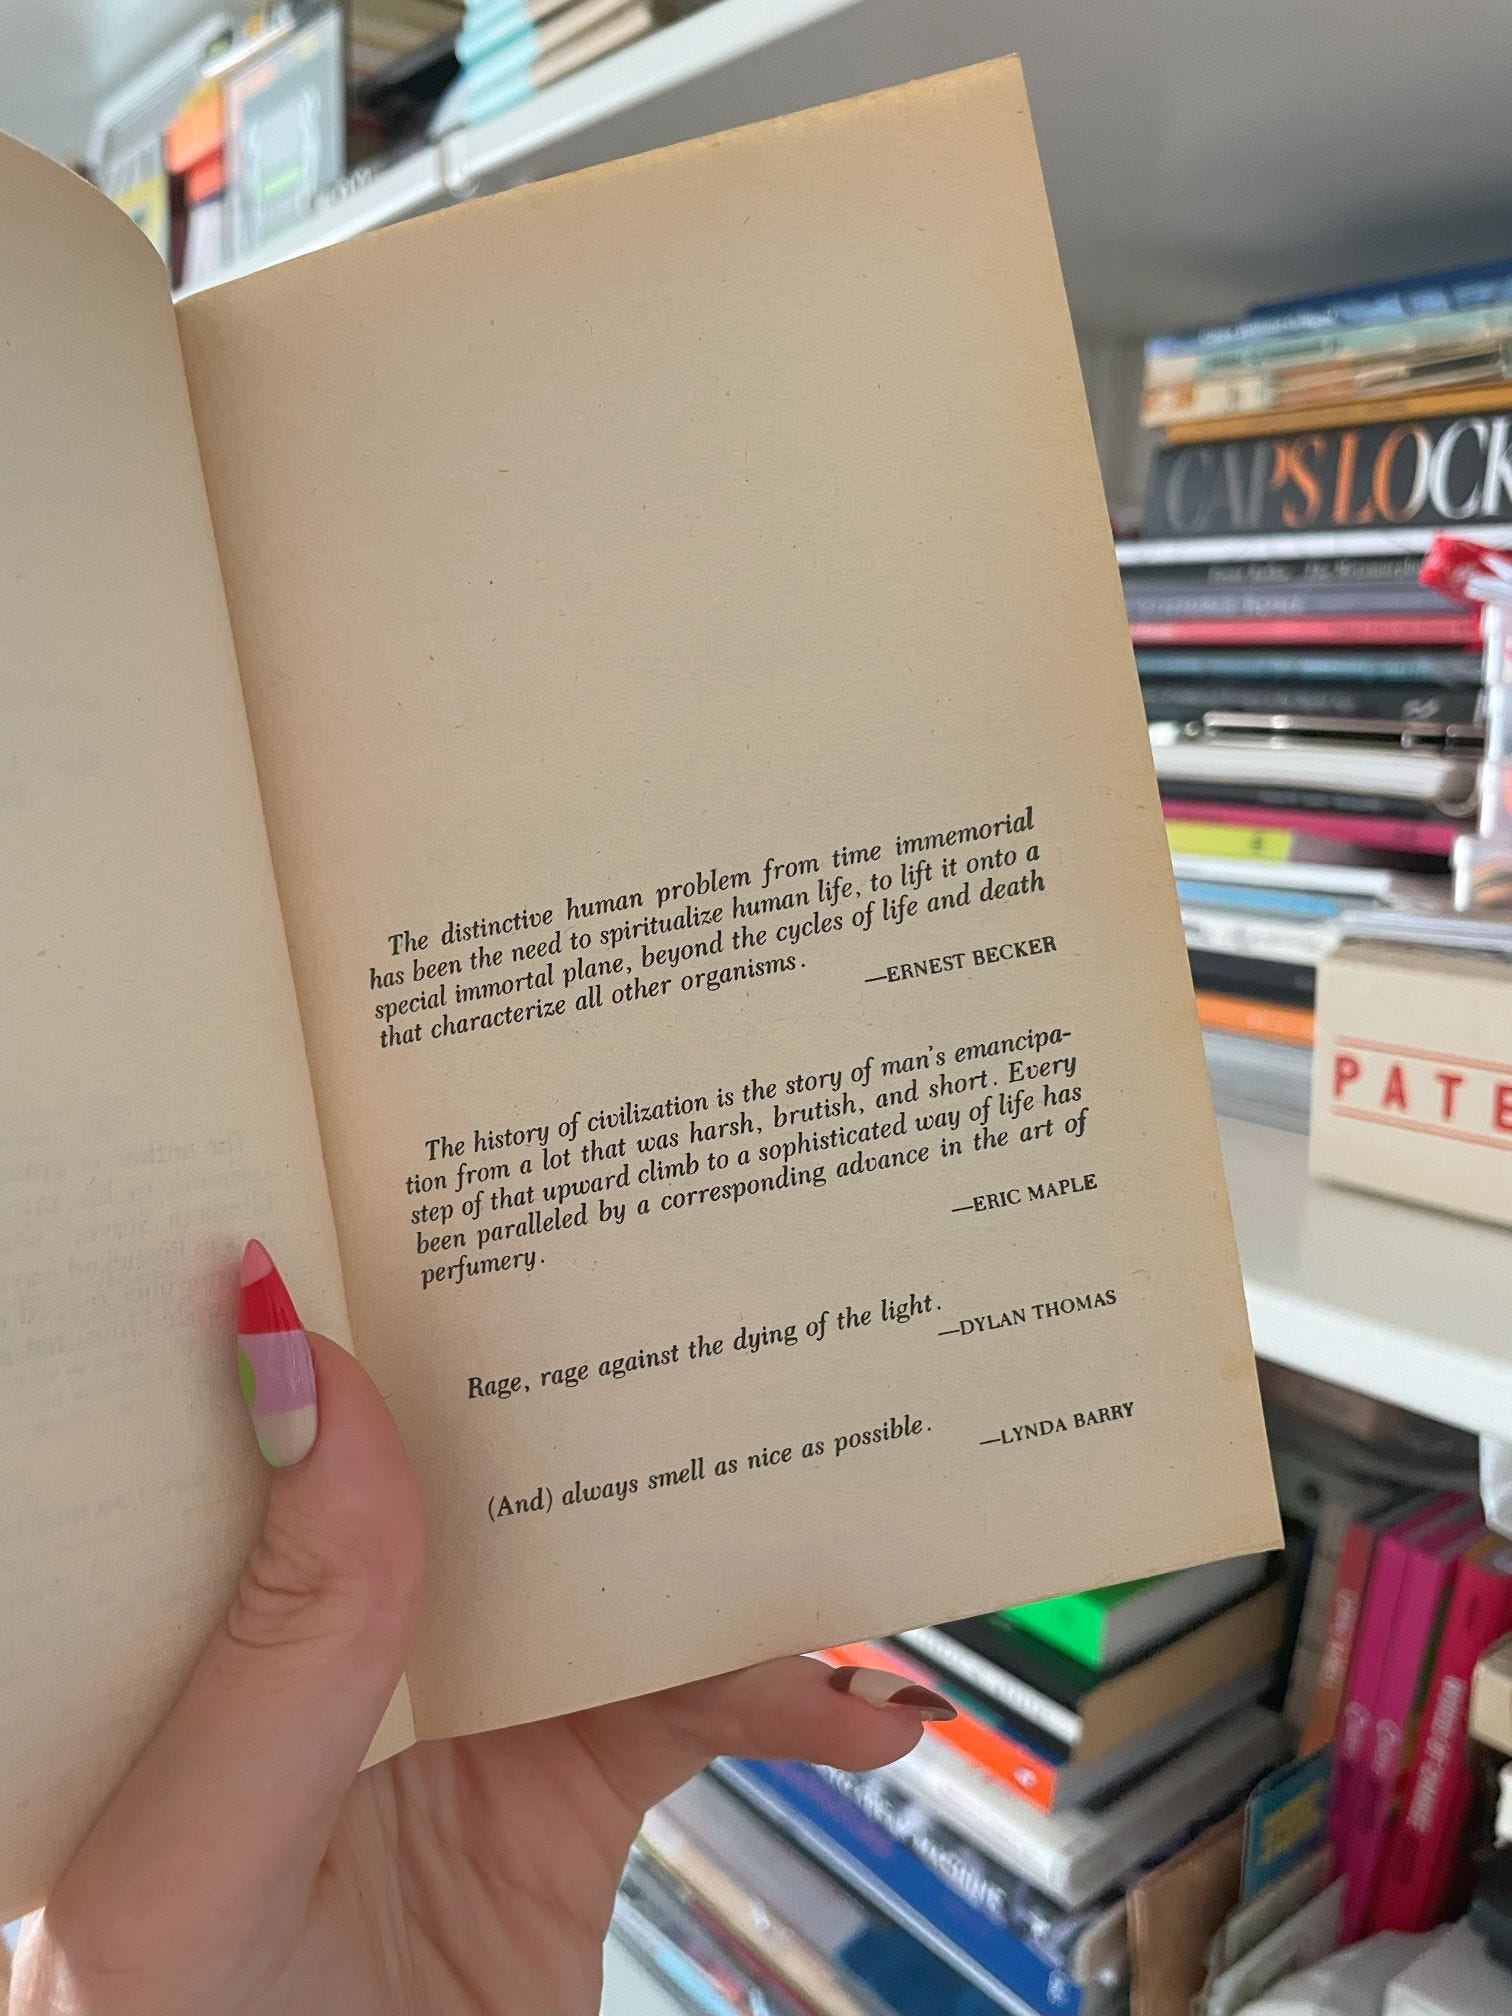 The distinctive human problem from time immemorial
has been the need to spiritualize human life, to lift it onto a
special immortal plane, beyond the cycles of life and death
that characterize all other organisms.
—ERNEST BECKER
The history of civilization is the story of man's emancipa-
tion from a lot that was harsh, brutish, and short. Every
step of that upward climb to a sophisticated way of life has
been paralleled by a corresponding advance in the art of
perfumery.
—ERIC MAPLE
Rage, rage against the dying of the light.
—DYLAN THOMAS
(And) always smell as nice as possible.
—LYNDA BARRY
CAPS LOCK
PATE